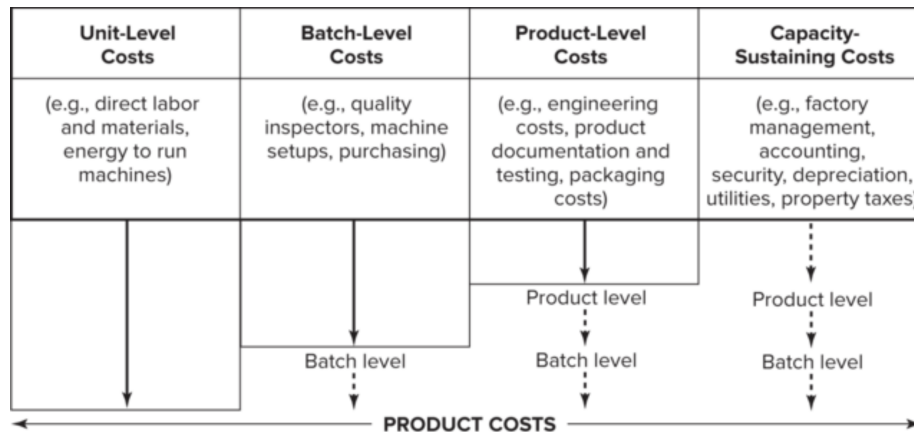 Unit-Level
Costs
Batch-Level
Costs
Product-Level
Costs
Capacity-
Sustaining Costs
(e.g., direct labor
and materials,
energy to run
machines)
(e.g., quality
inspectors, machine
setups, purchasing)
(e.g., engineering
costs, product
documentation and
testing, packaging
costs)
(e.g., factory
management,
accounting,
security, depreciation,
utilities, property taxes)
Product level
Product level
Batch level
Batch level
Batch level
PRODUCT COSTS